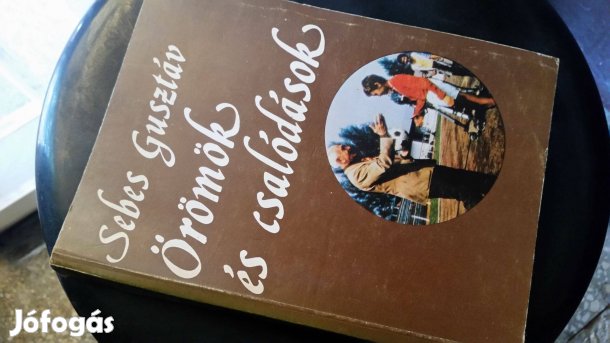 Sebes Gusztáv
Örömök
és csalódások
Jófogás